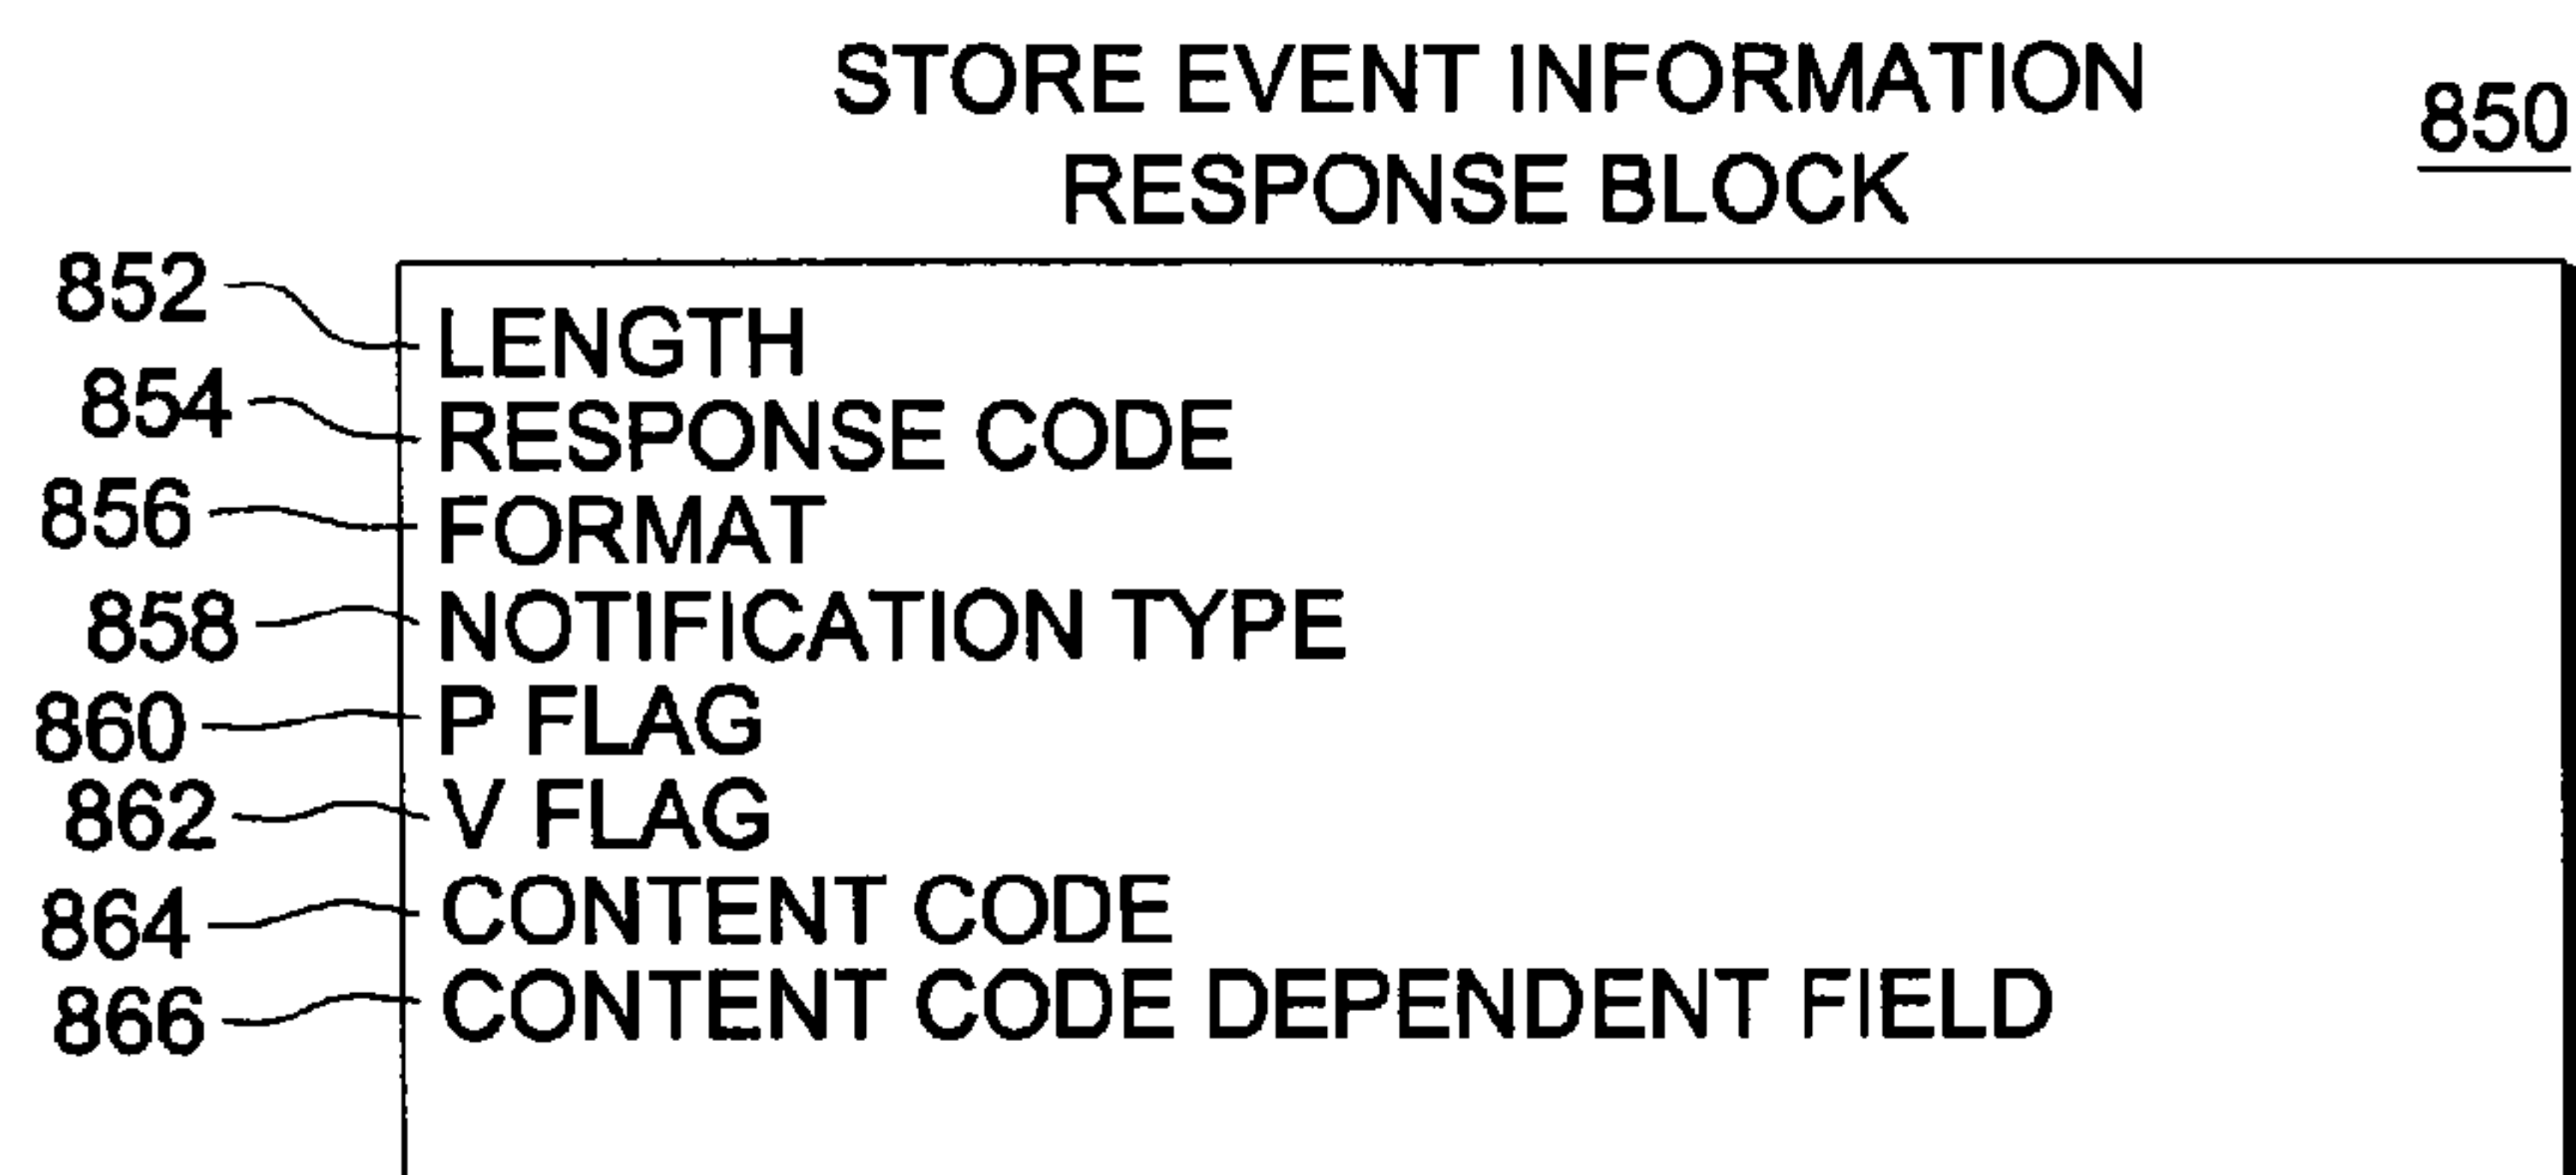 STORE EVENT INFORMATION
RESPONSE BLOCK
850
852 LENGTH
854 RESPONSE CODE
856 FORMAT
858 NOTIFICATION TYPE
860 P FLAG
862 V FLAG
864 CONTENT CODE
866 CONTENT CODE DEPENDENT FIELD